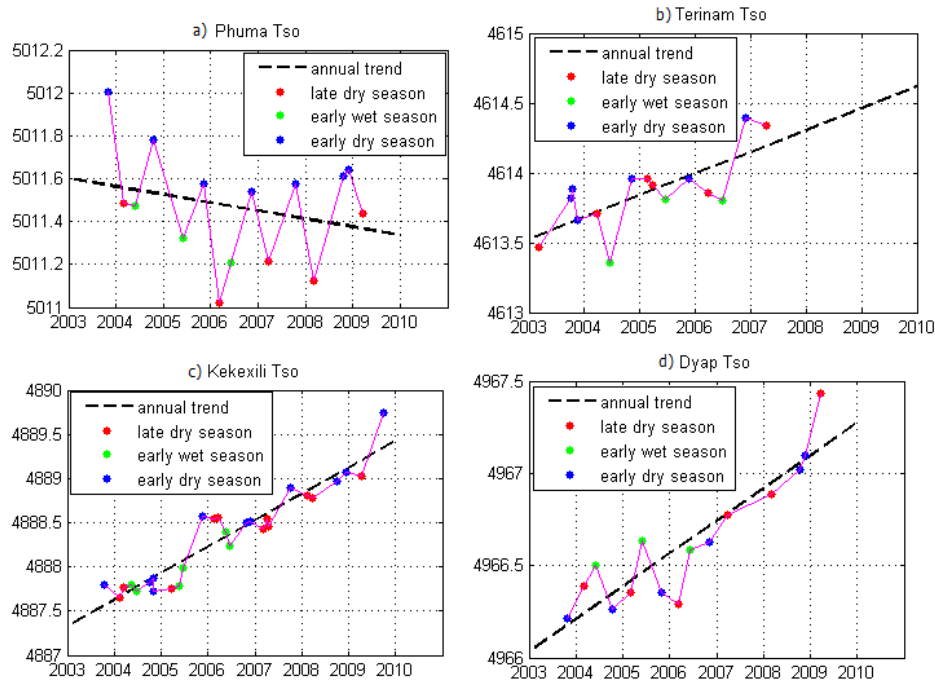 a) Phuma Tso
5012.2
5012
5011.8
5011.6
5011.4
5011.2
5011
2003 2004 2005 2006 2007 2008 2009 2010
annual trend
late dry season
early wet season
early dry season
b) Terinam Tso
4615
4614.5
4614
4613.5
4613
2003 2004 2005 2006 2007 2008 2009 2010
annual trend
late dry season
early wet season
early dry season
c) Kekexili Tso
4890
4889.5
4889
4888.5
4888
4887.5
4887
2003 2004 2005 2006 2007 2008 2009 2010
annual trend
late dry season
early wet season
early dry season
d) Dyap Tso
4967.5
4967
4966.5
4966
2003 2004 2005 2006 2007 2008 2009 2010
annual trend
late dry season
early wet season
early dry season